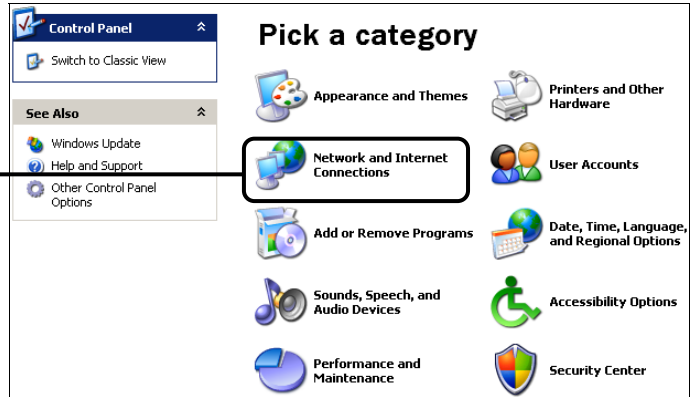 Control Panel
Switch to Classic View
See Also
Windows Update
Help and Support
Other Control Panel
Options
Pick a category
Appearance and Themes
Printers and Other
Hardware
Network and Internet
Connections
User Accounts
Add or Remove Programs
Date, Time, Language,
and Regional Options
Sounds, Speech, and
Audio Devices
Accessibility Options
Performance and
Maintenance
Security Center